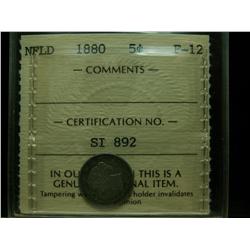 NFLD 1880 5¢ F-12
— COMMENTS —
— CERTIFICATION NO. —
SI 892
IN OU THIS IS A
GENU NAL ITEM.
Tampering w holder invalidates
inion